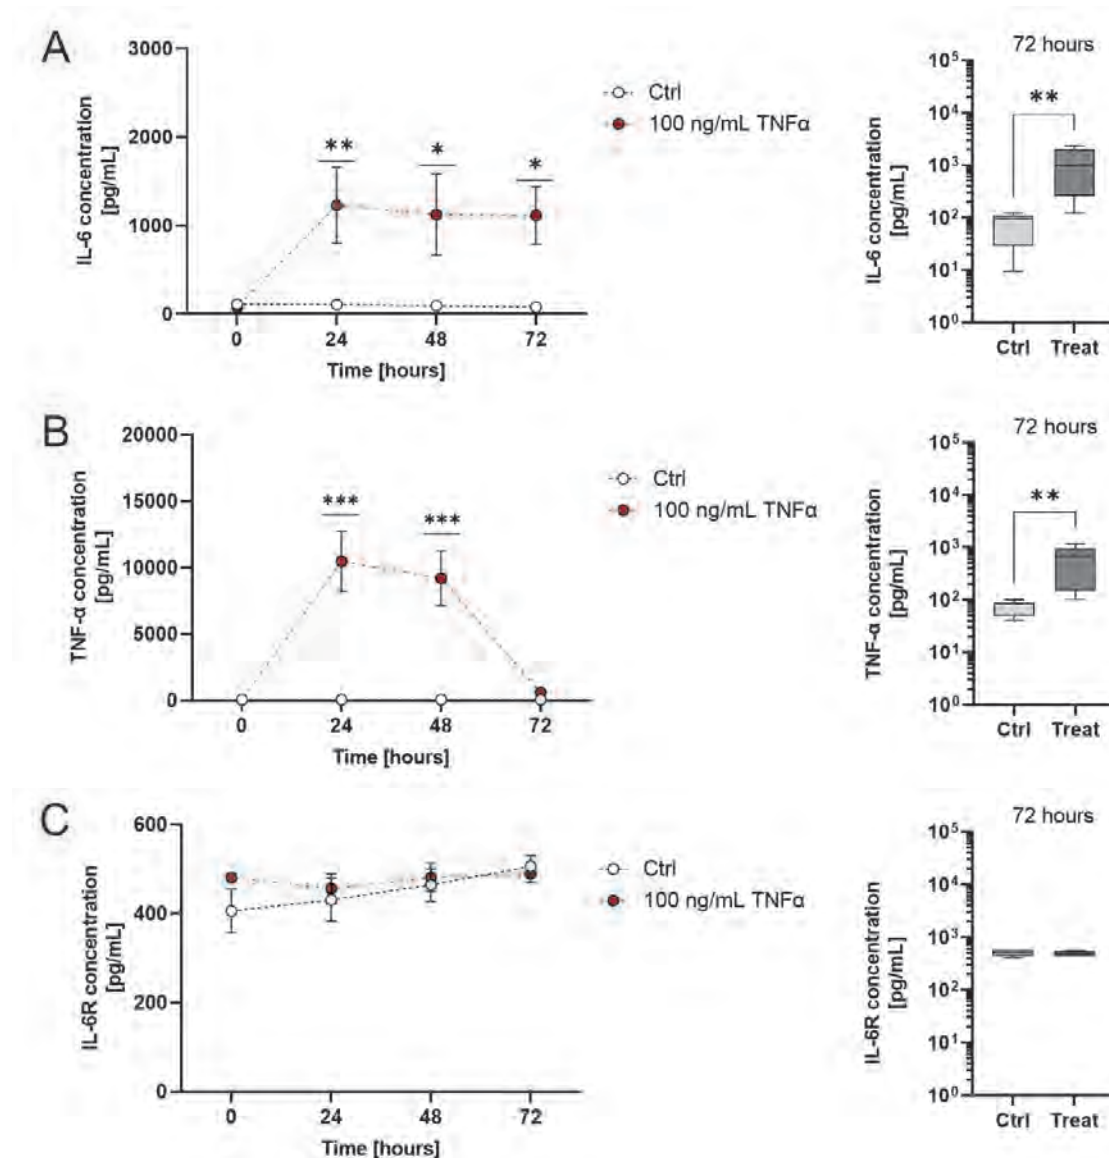 A
3000
2000
1000
0
IL-6 concentration
[pg/mL]
** * *
0 24 48 72
Time [hours]
Ctrl
100 ng/mL TNFα
72 hours
10⁵
10⁴
10³
10²
10¹
10⁰
IL-6 concentration
[pg/mL]
**
Ctrl Treat
B
20000
15000
10000
5000
0
TNF-α concentration
[pg/mL]
*** ***
0 24 48 72
Time [hours]
Ctrl
100 ng/mL TNFα
72 hours
10⁵
10⁴
10³
10²
10¹
10⁰
TNF-α concentration
[pg/mL]
**
Ctrl Treat
C
600
400
200
0
IL-6R concentration
[pg/mL]
0 24 48 72
Time [hours]
Ctrl
100 ng/mL TNFα
72 hours
10⁵
10⁴
10³
10²
10¹
10⁰
IL-6R concentration
[pg/mL]
Ctrl Treat